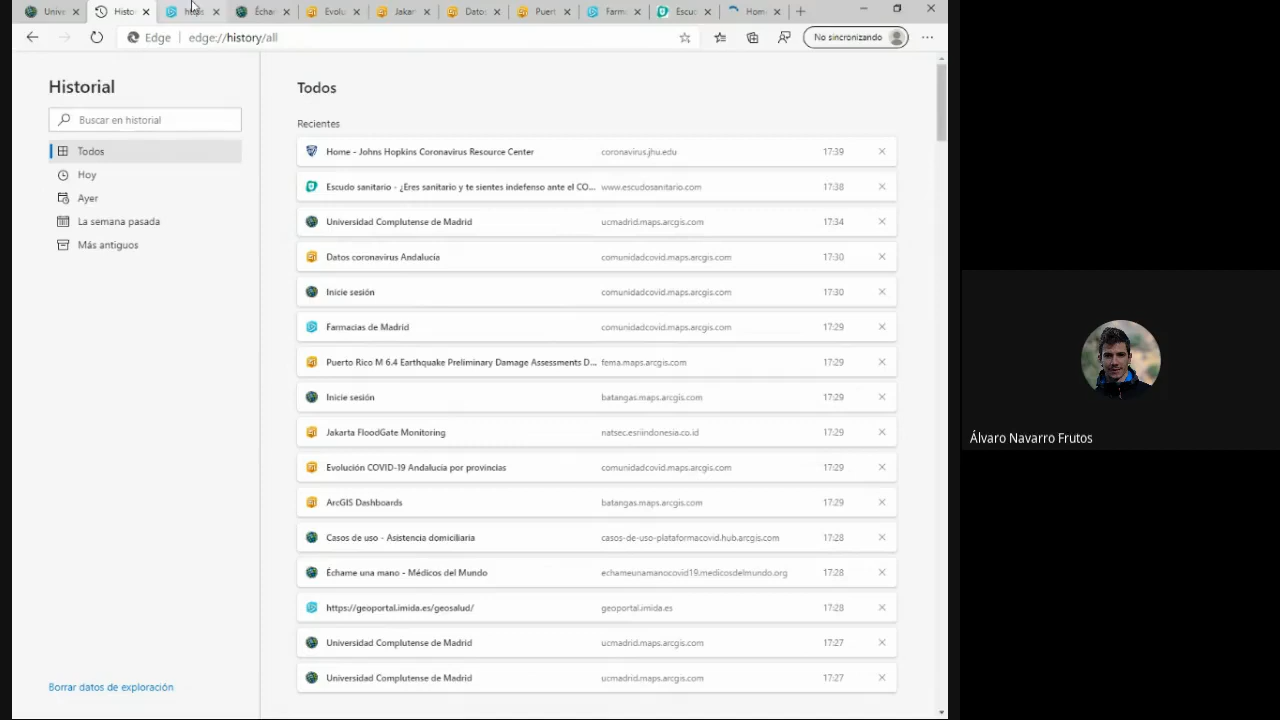 Unive
Histo
https
Échar
Evolu
Jakar
Datos
Puert
Farm
Escu
Hom
Edge
edge://history/all
No sincronizando
Historial
Buscar en historial
Todos
Hoy
Ayer
La semana pasada
Más antiguos
Borrar datos de exploración
Todos
Recientes
Home - Johns Hopkins Coronavirus Resource Center coronavirus.jhu.edu 17:39
Escudo sanitario - ¿Eres sanitario y te sientes indefenso ante el CO... www.escudosanitario.com 17:38
Universidad Complutense de Madrid ucmadrid.maps.arcgis.com 17:34
Datos coronavirus Andalucía comunidadcovid.maps.arcgis.com 17:30
Inicie sesión comunidadcovid.maps.arcgis.com 17:30
Farmacias de Madrid comunidadcovid.maps.arcgis.com 17:29
Puerto Rico M 6.4 Earthquake Preliminary Damage Assessments D... fema.maps.arcgis.com 17:29
Inicie sesión batangas.maps.arcgis.com 17:29
Jakarta FloodGate Monitoring natsec.esriindonesia.co.id 17:29
Evolución COVID-19 Andalucía por provincias comunidadcovid.maps.arcgis.com 17:29
ArcGIS Dashboards batangas.maps.arcgis.com 17:29
Casos de uso - Asistencia domiciliaria casos-de-uso-plataformacovid.hub.arcgis.com 17:28
Échame una mano - Médicos del Mundo echameunamanocovid19.medicosdelmundo.org 17:28
https://geoportal.imida.es/geosalud/ geoportal.imida.es 17:28
Universidad Complutense de Madrid ucmadrid.maps.arcgis.com 17:27
Universidad Complutense de Madrid ucmadrid.maps.arcgis.com 17:27
Álvaro Navarro Frutos